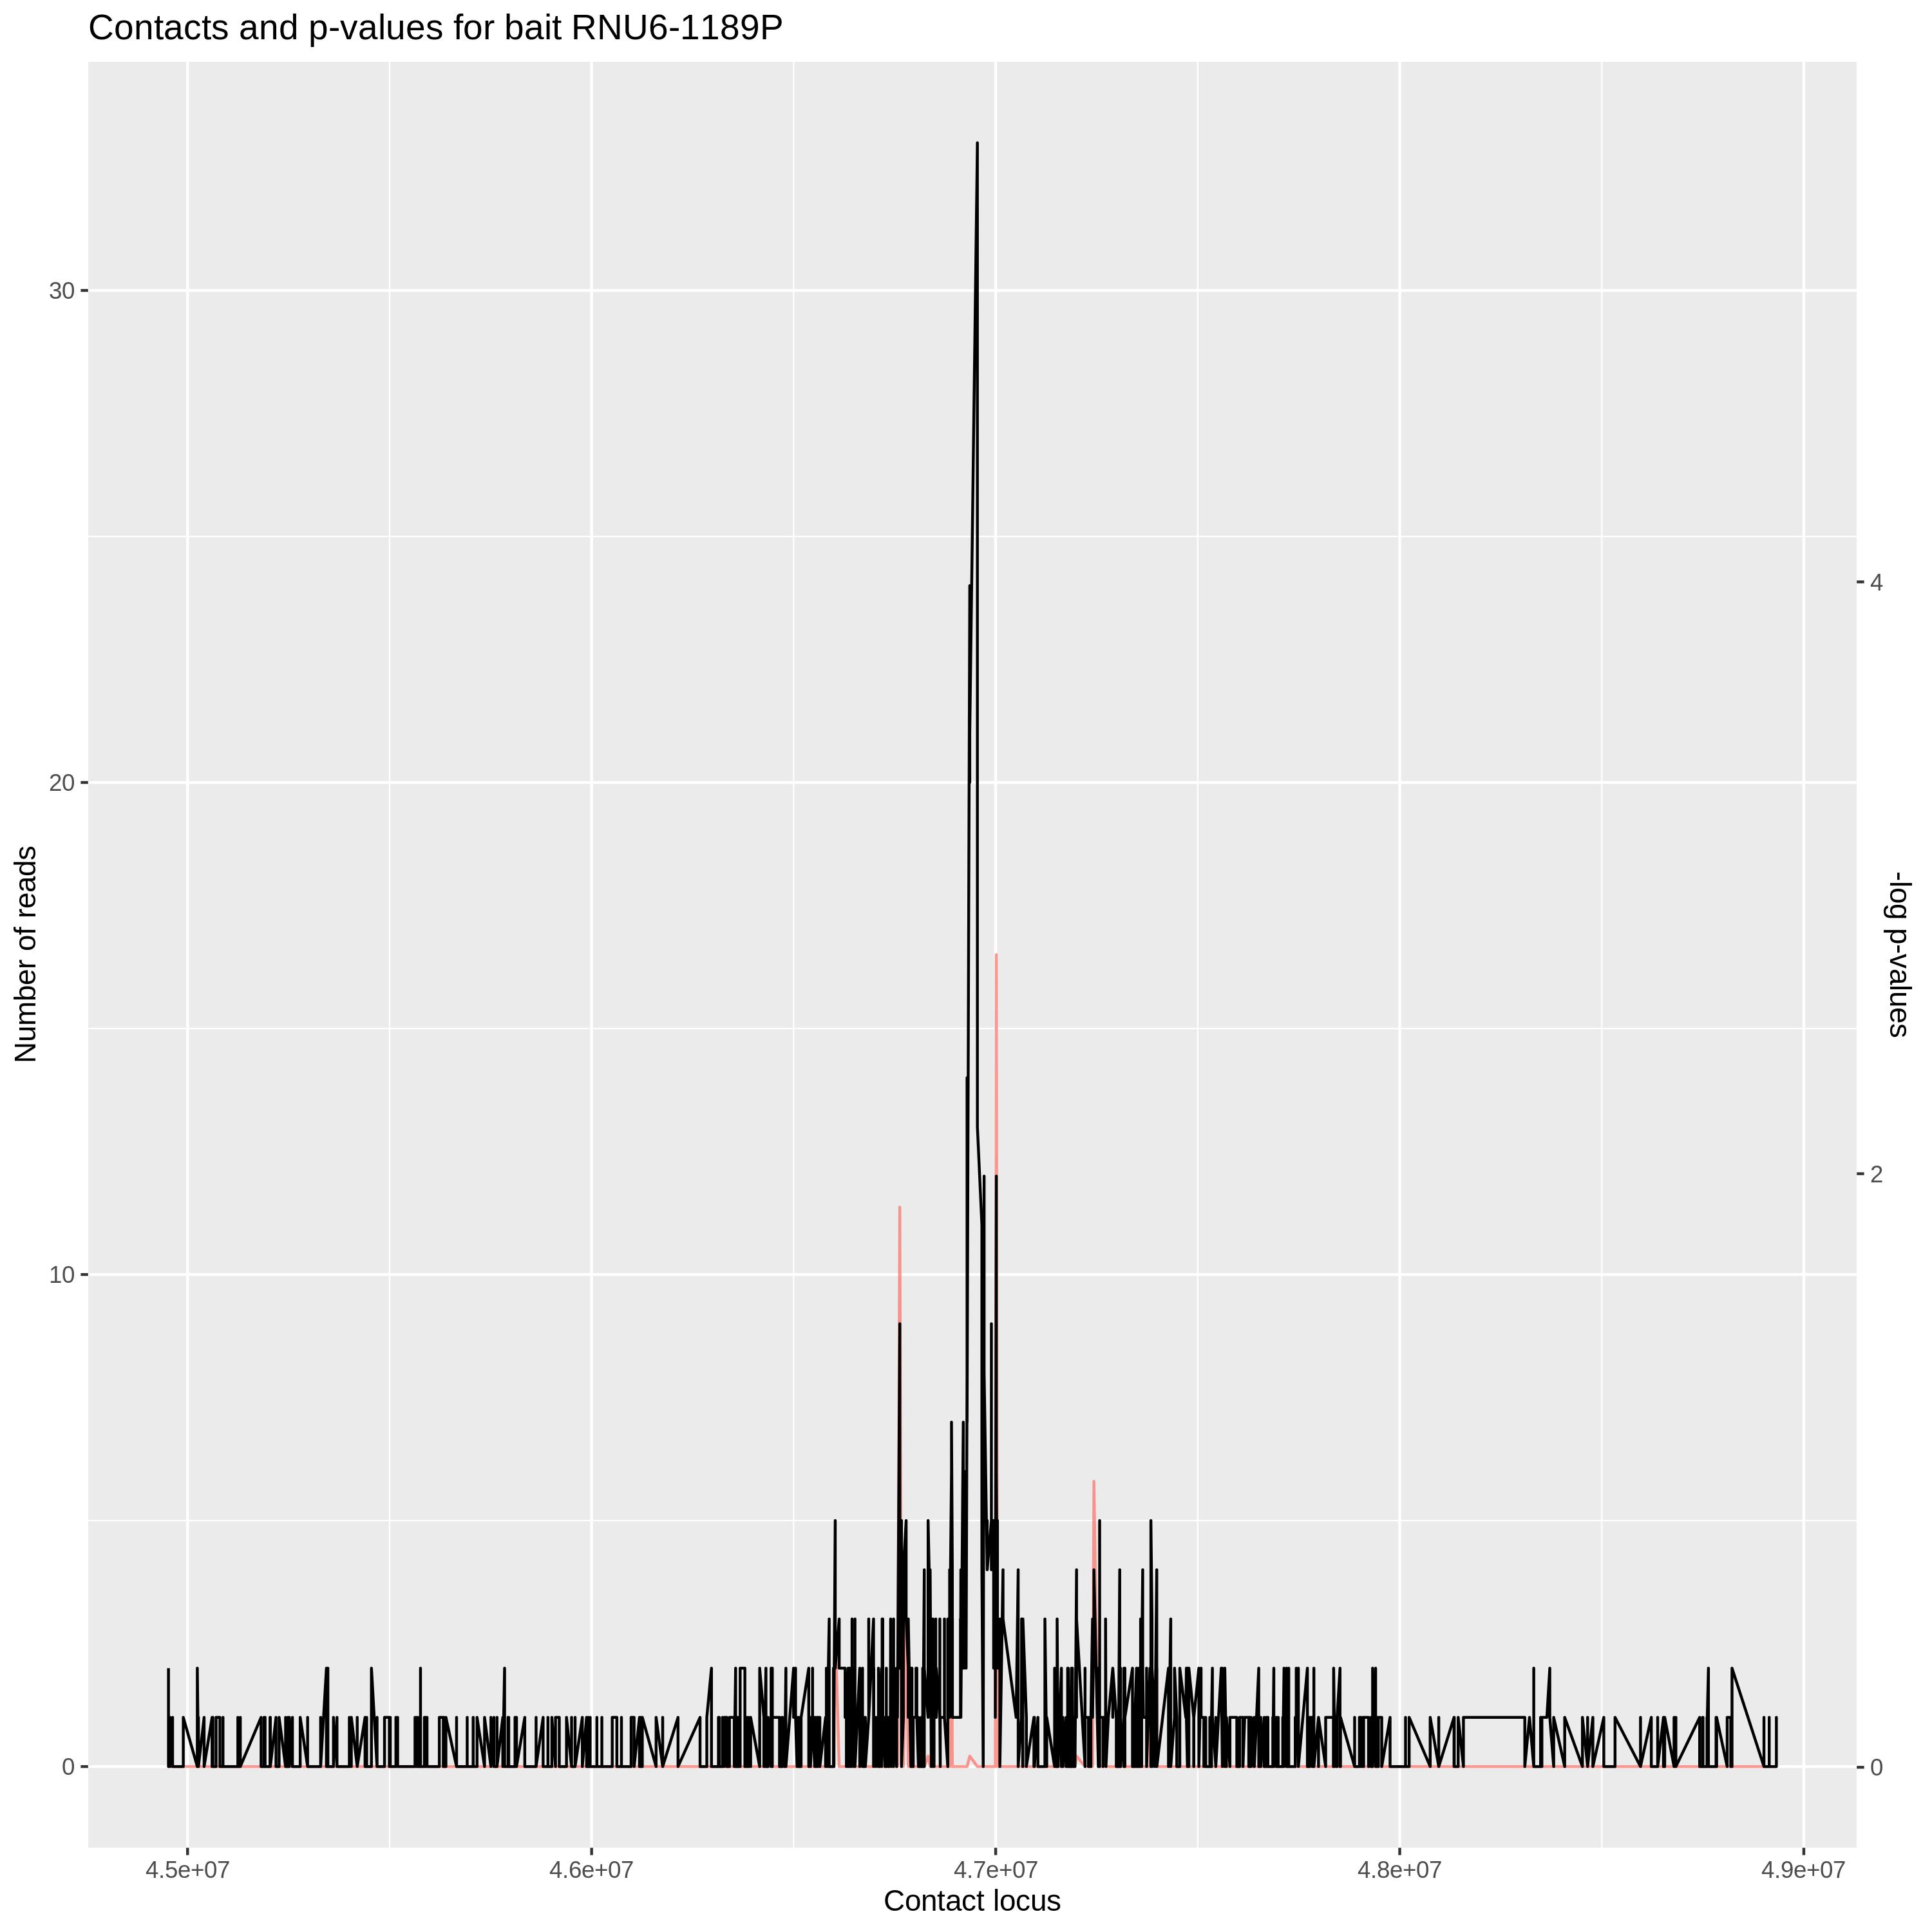 Contacts and p-values for bait RNU6-1189P
30
20
10
0
Number of reads
4
2
0
-log p-values
4.5e+07
4.6e+07
4.7e+07
4.8e+07
4.9e+07
Contact locus